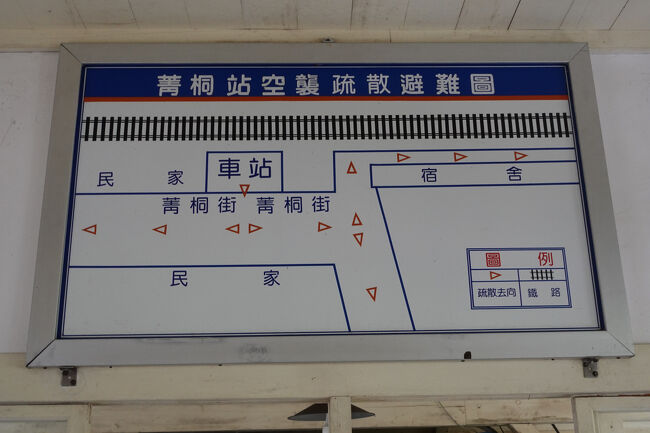 菁桐站空襲疏散避難圖
民家
車站
宿舍
菁桐街 菁桐街
民家
圖例
疏散去向 鐵路